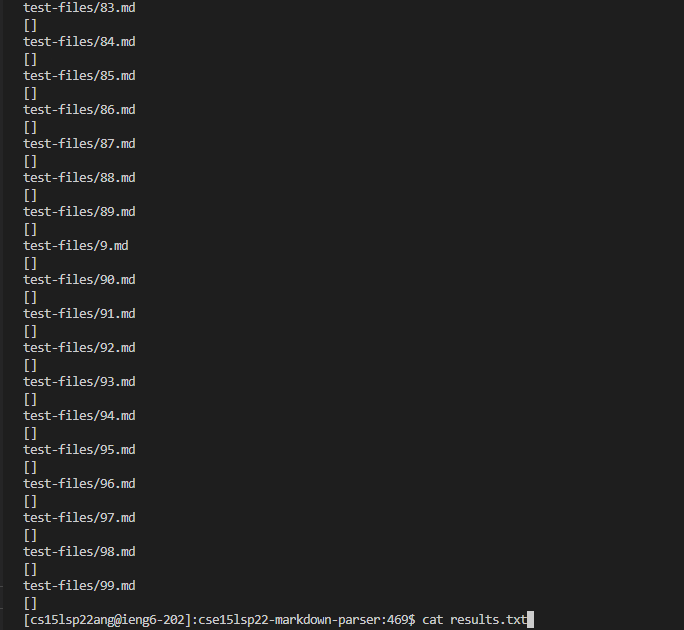 test-files/83.md
[]
test-files/84.md
[]
test-files/85.md
[]
test-files/86.md
[]
test-files/87.md
[]
test-files/88.md
[]
test-files/89.md
[]
test-files/9.md
[]
test-files/90.md
[]
test-files/91.md
[]
test-files/92.md
[]
test-files/93.md
[]
test-files/94.md
[]
test-files/95.md
[]
test-files/96.md
[]
test-files/97.md
[]
test-files/98.md
[]
test-files/99.md
[]
[cs15lsp22ang@ieng6-202]:cse15lsp22-markdown-parser:469$ cat results.txt